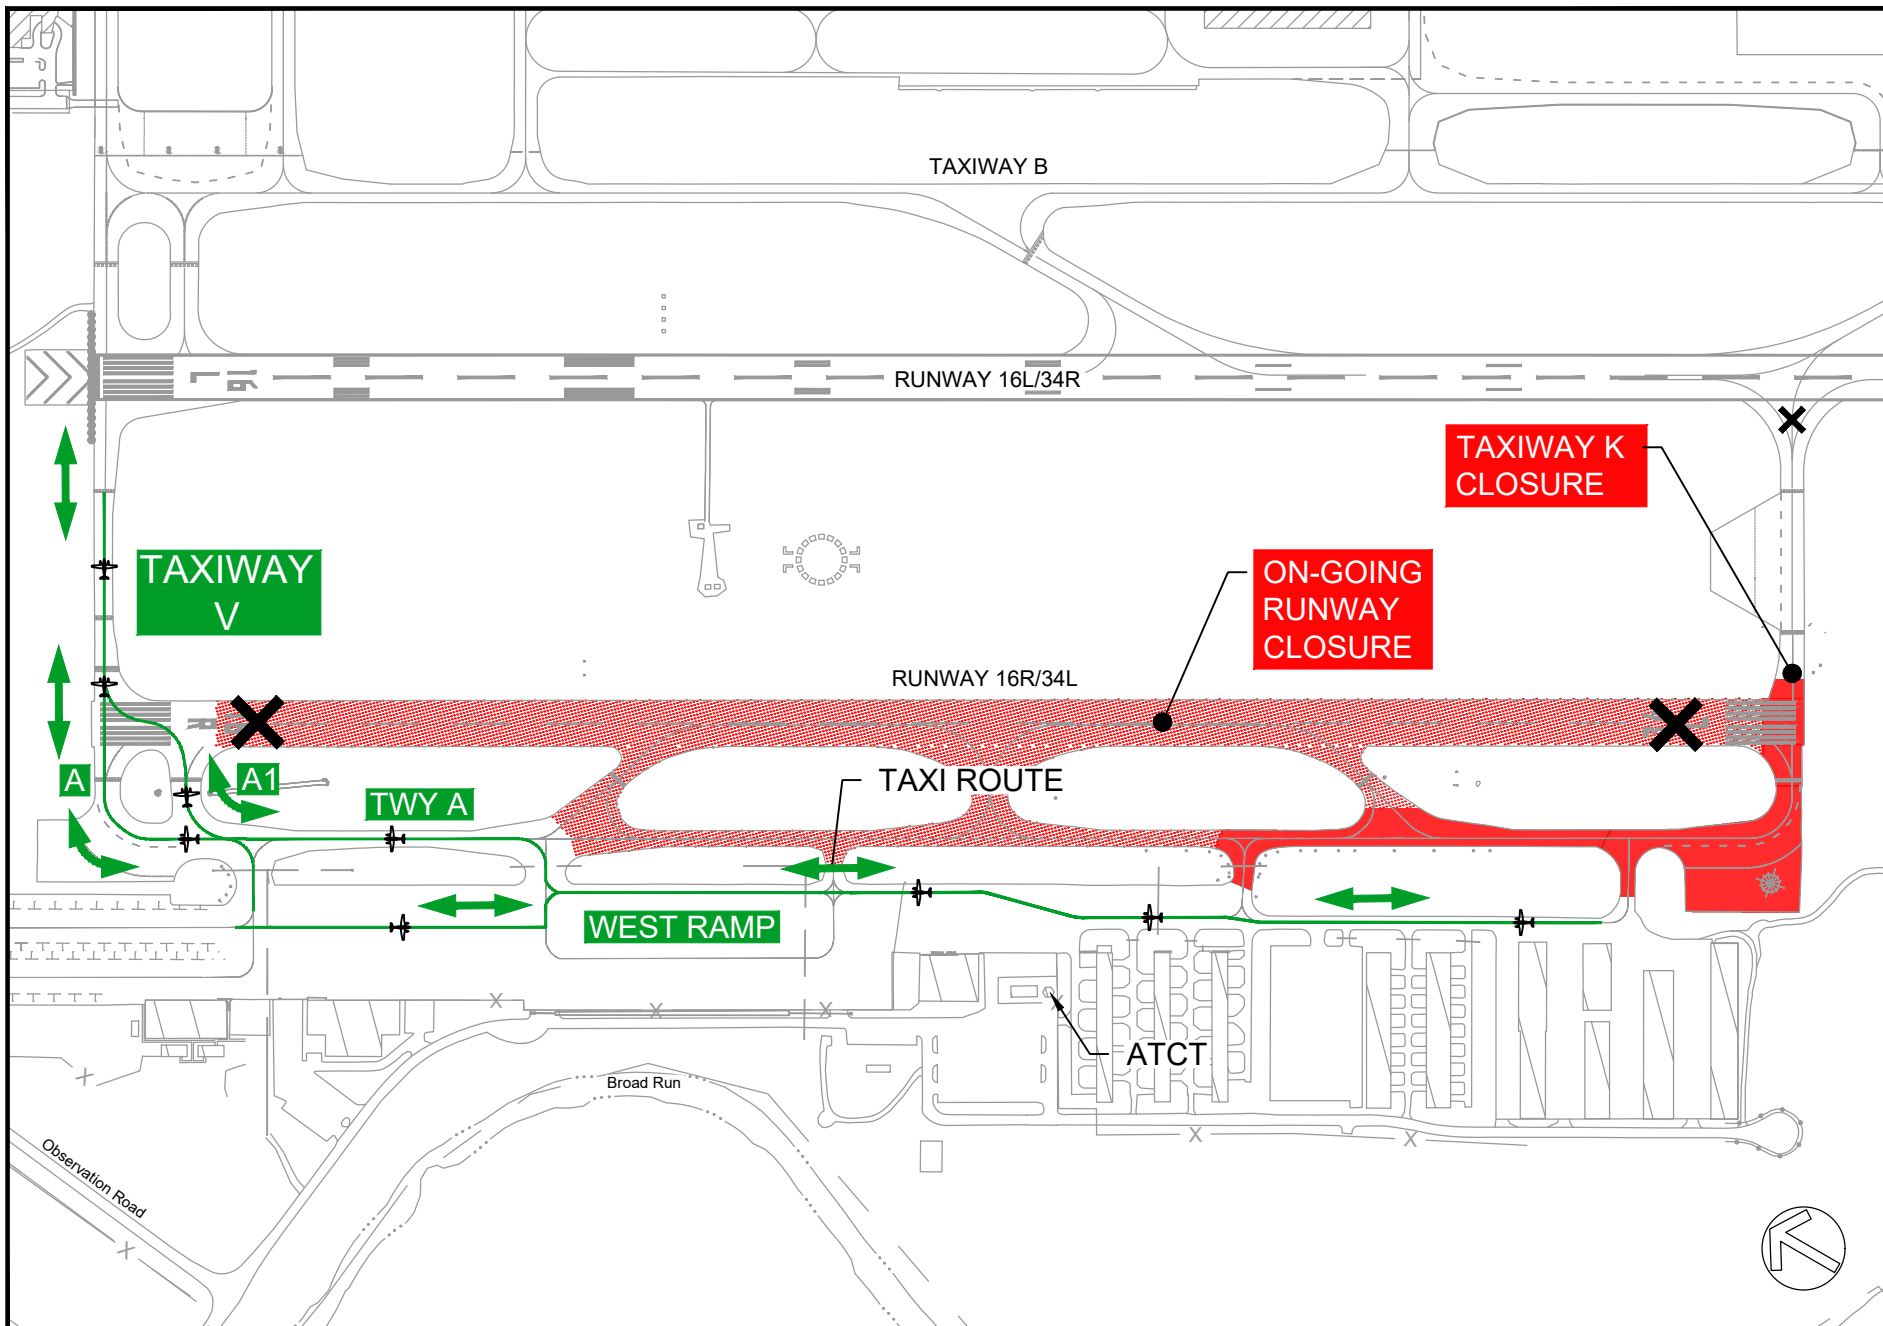 TAXIWAY B
RUNWAY 16L/34R
TAXIWAY K
CLOSURE
TAXIWAY
V
ON-GOING
RUNWAY
CLOSURE
RUNWAY 16R/34L
A
A1
TAXI ROUTE
TWY A
WEST RAMP
ATCT
Broad Run
Observation Road